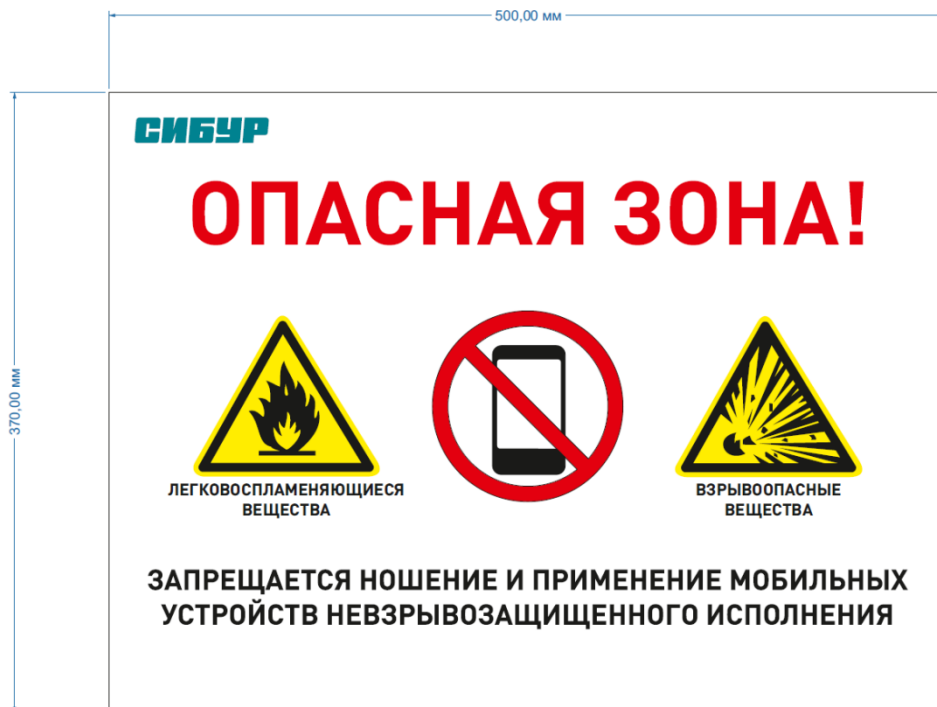 500,00 мм
370,00 мм
СИБУР
ОПАСНАЯ ЗОНА!
ЛЕГКОВОСПЛАМЕНЯЮЩИЕСЯ
ВЕЩЕСТВА
ВЗРЫВООПАСНЫЕ
ВЕЩЕСТВА
ЗАПРЕЩАЕТСЯ НОШЕНИЕ И ПРИМЕНЕНИЕ МОБИЛЬНЫХ
УСТРОЙСТВ НЕВЗРЫВОЗАЩИЩЕННОГО ИСПОЛНЕНИЯ